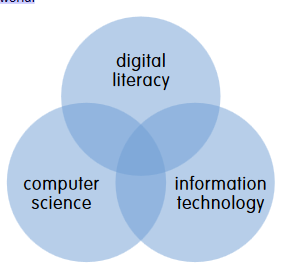 digital
literacy
computer
science
information
technology